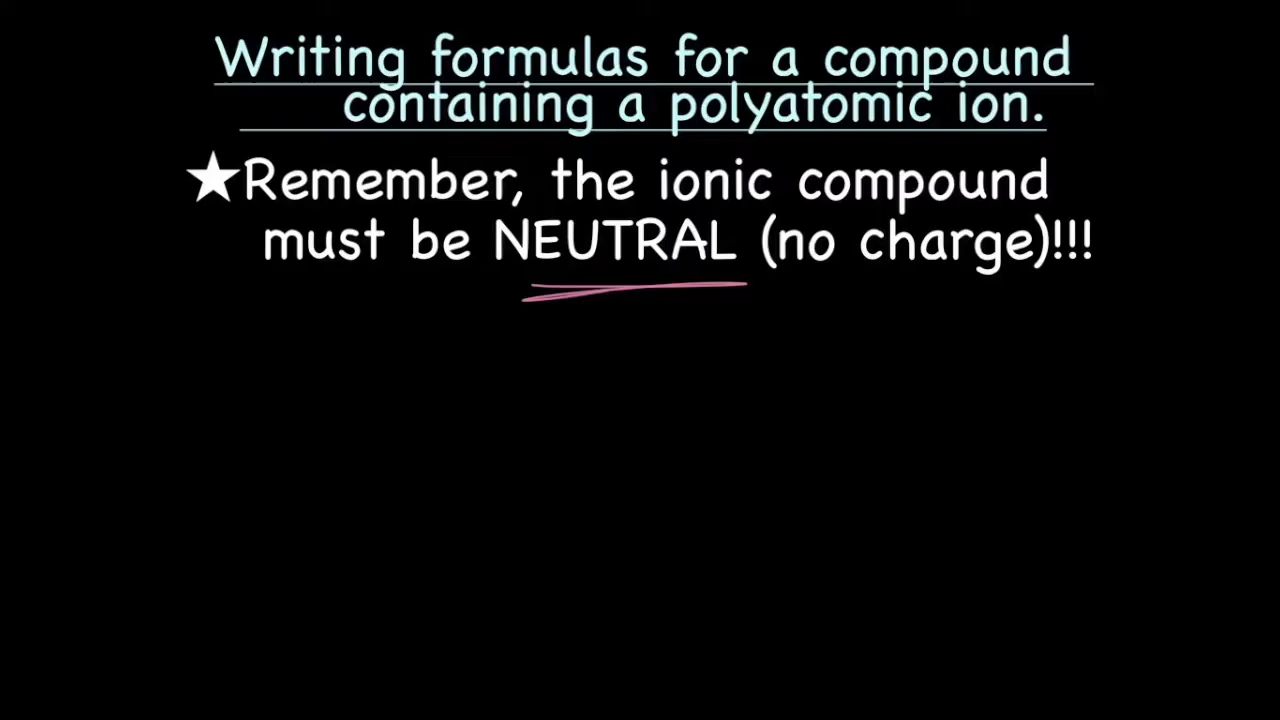 Writing formulas for a compound
containing a polyatomic ion.
★Remember, the ionic compound
must be NEUTRAL (no charge)!!!